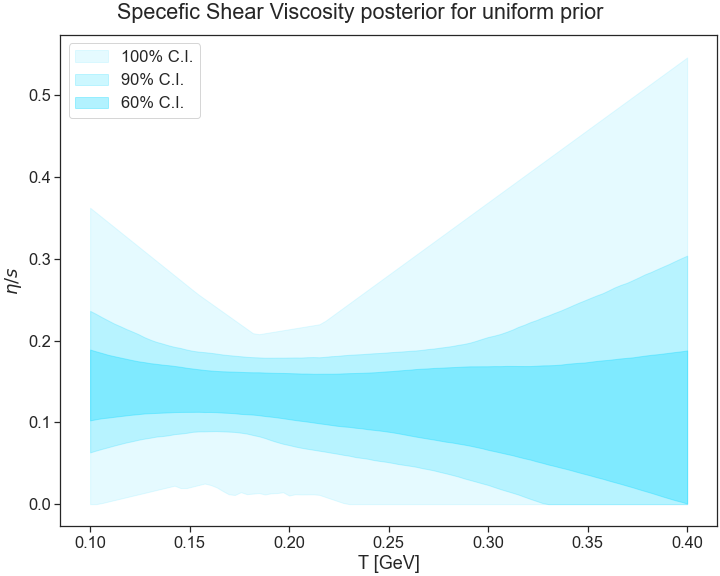 Specefic Shear Viscosity posterior for uniform prior
100% C.I.
90% C.I.
60% C.I.
η/s
0.5
0.4
0.3
0.2
0.1
0.0
0.10 0.15 0.20 0.25 0.30 0.35 0.40
T [GeV]